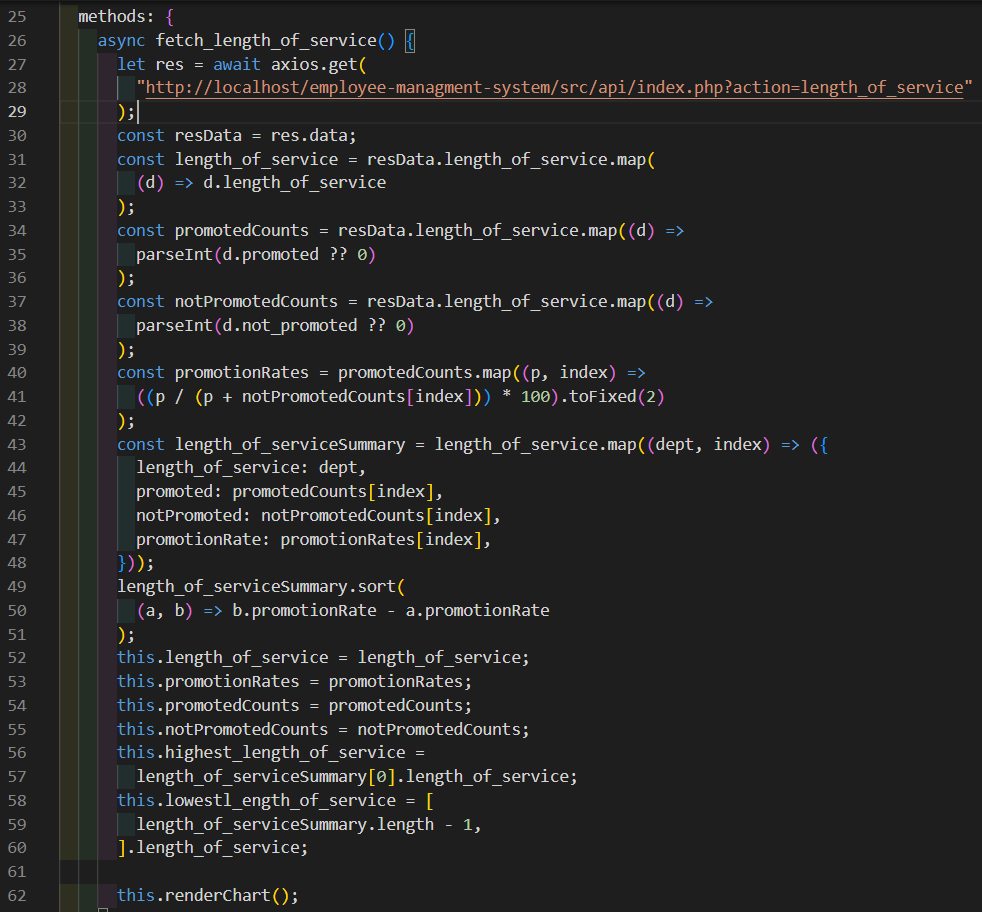 25 methods: {
26 async fetch_length_of_service() {
27 let res = await axios.get(
28 "http://localhost/employee-managment-system/src/api/index.php?action=length_of_service"
29 );
30 const resData = res.data;
31 const length_of_service = resData.length_of_service.map(
32 (d) => d.length_of_service
33 );
34 const promotedCounts = resData.length_of_service.map((d) =>
35 parseInt(d.promoted ?? 0)
36 );
37 const notPromotedCounts = resData.length_of_service.map((d) =>
38 parseInt(d.not_promoted ?? 0)
39 );
40 const promotionRates = promotedCounts.map((p, index) =>
41 ((p / (p + notPromotedCounts[index])) * 100).toFixed(2)
42 );
43 const length_of_serviceSummary = length_of_service.map((dept, index) => ({
44 length_of_service: dept,
45 promoted: promotedCounts[index],
46 notPromoted: notPromotedCounts[index],
47 promotionRate: promotionRates[index],
48 }));
49 length_of_serviceSummary.sort(
50 (a, b) => b.promotionRate - a.promotionRate
51 );
52 this.length_of_service = length_of_service;
53 this.promotionRates = promotionRates;
54 this.promotedCounts = promotedCounts;
55 this.notPromotedCounts = notPromotedCounts;
56 this.highest_length_of_service =
57 length_of_serviceSummary[0].length_of_service;
58 this.lowestl_ength_of_service = [
59 length_of_serviceSummary.length - 1,
60 ].length_of_service;
61
62 this.renderChart();